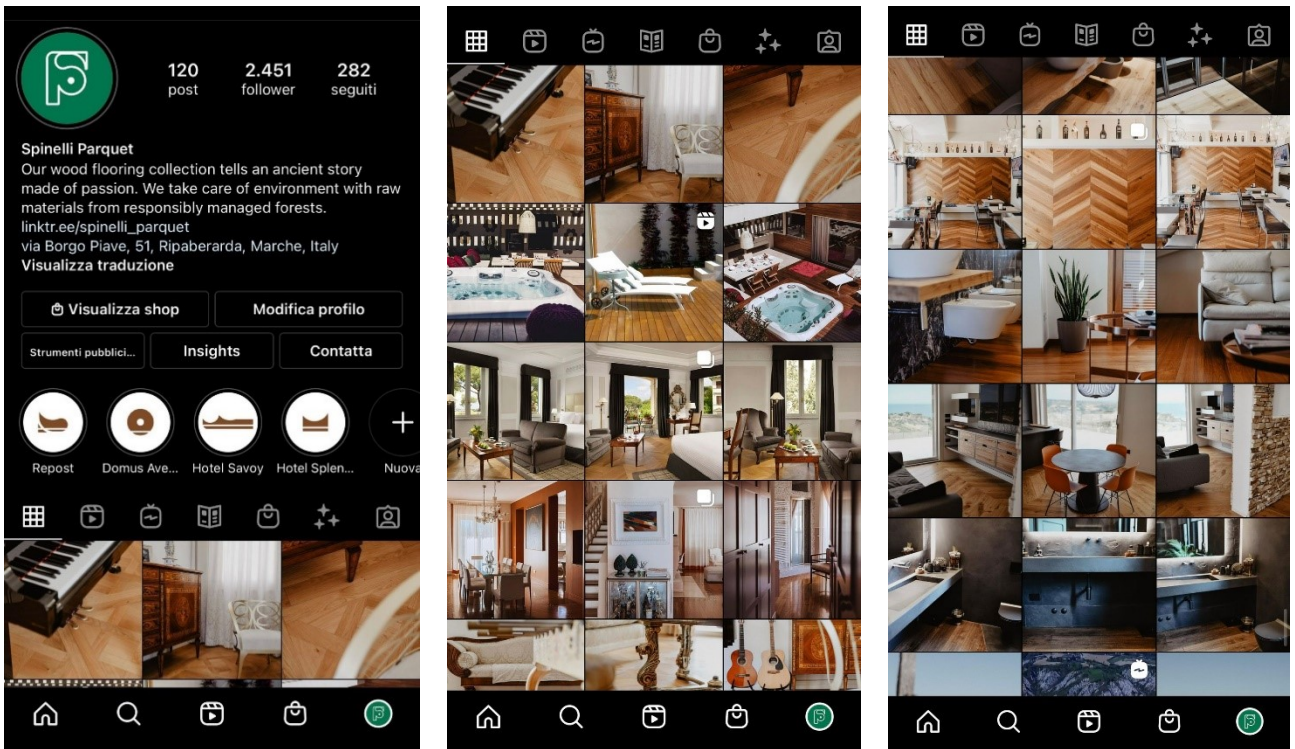 120 2.451 282
post follower seguiti
Spinelli Parquet
Our wood flooring collection tells an ancient story
made of passion. We take care of environment with raw
materials from responsibly managed forests.
linktr.ee/spinelli_parquet
via Borgo Piave, 51, Ripaberarda, Marche, Italy
Visualizza traduzione
Visualizza shop Modifica profilo
Strumenti pubblici... Insights Contatta
Repost Domus Ave... Hotel Savoy Hotel Splen... Nuova